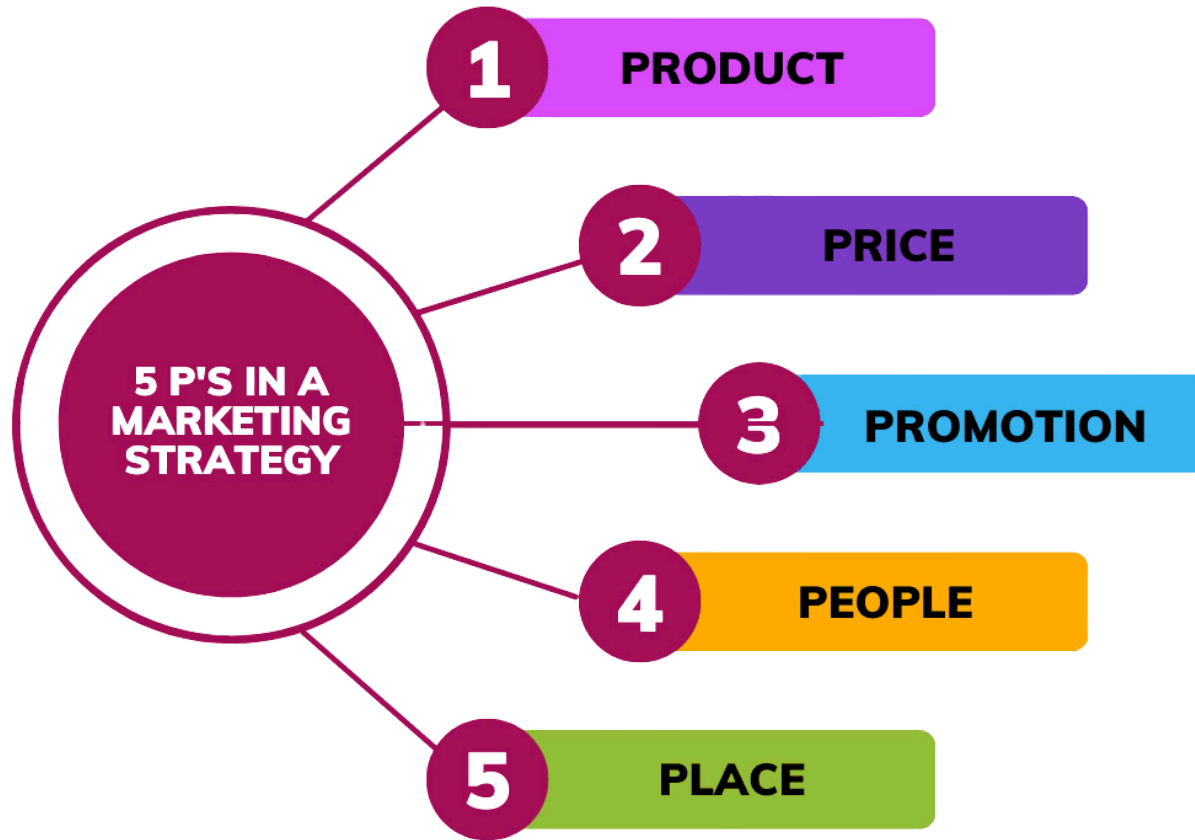 5 P'S IN A
MARKETING
STRATEGY
1
PRODUCT
2
PRICE
3
PROMOTION
4
PEOPLE
5
PLACE